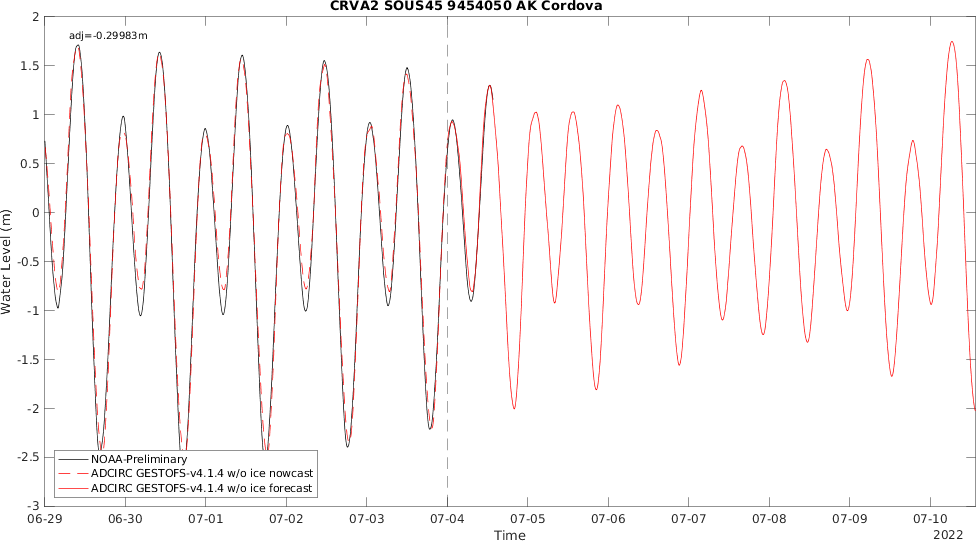 CRVA2 SOUS45 9454050 AK Cordova
adj=-0.29983m
2
1.5
1
0.5
0
-0.5
-1
-1.5
-2
-2.5
-3
Water Level (m)
NOAA-Preliminary
ADCIRC GESTOFS-v4.1.4 w/o ice nowcast
ADCIRC GESTOFS-v4.1.4 w/o ice forecast
06-29 06-30 07-01 07-02 07-03 07-04 07-05 07-06 07-07 07-08 07-09 07-10
Time
2022